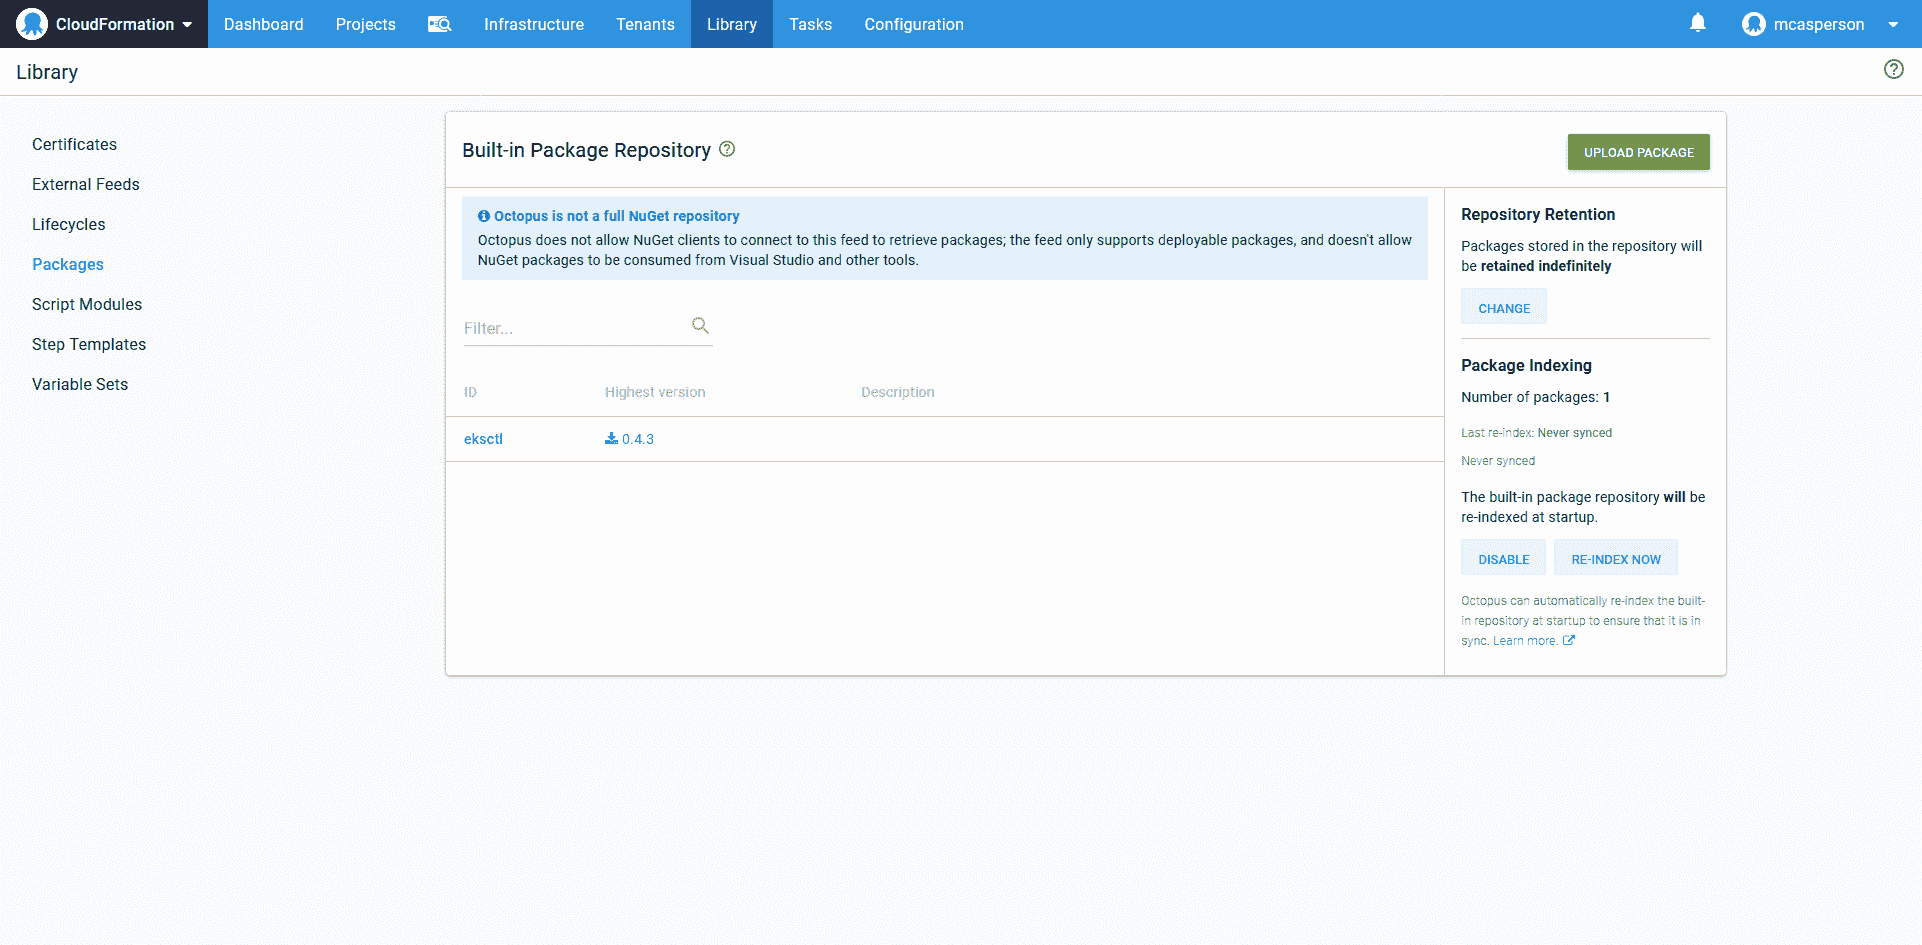 CloudFormation Dashboard Projects Infrastructure Tenants Library Tasks Configuration mcasperson
Library
Certificates
External Feeds
Lifecycles
Packages
Script Modules
Step Templates
Variable Sets
Built-in Package Repository
UPLOAD PACKAGE
Octopus is not a full NuGet repository
Octopus does not allow NuGet clients to connect to this feed to retrieve packages; the feed only supports deployable packages, and doesn't allow
NuGet packages to be consumed from Visual Studio and other tools.
Filter...
ID Highest version Description
eksctl 0.4.3
Repository Retention
Packages stored in the repository will
be retained indefinitely
CHANGE
Package Indexing
Number of packages: 1
Last re-index: Never synced
Never synced
The built-in package repository will be
re-indexed at startup.
DISABLE RE-INDEX NOW
Octopus can automatically re-index the built-
in repository at startup to ensure that it is in
sync. Learn more.